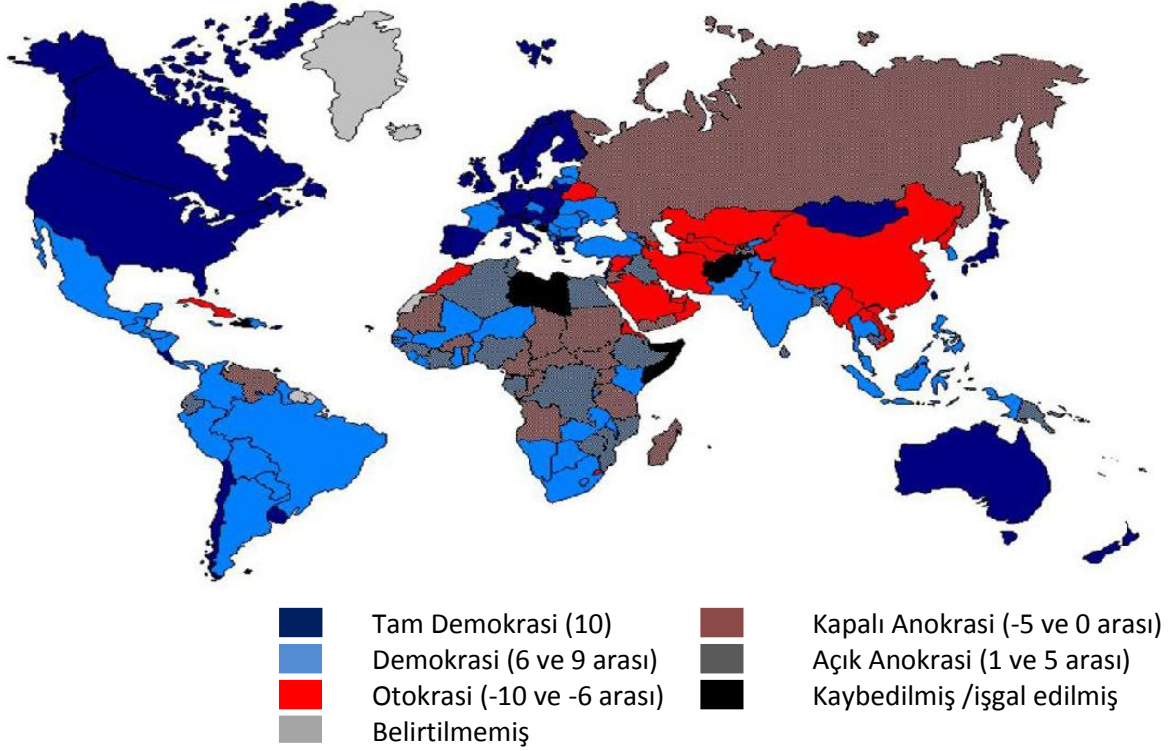 Tam Demokrasi (10)
Demokrasi (6 ve 9 arası)
Otokrasi (-10 ve -6 arası)
Belirtilmemiş
Kapalı Anokrasi (-5 ve 0 arası)
Açık Anokrasi (1 ve 5 arası)
Kaybedilmiş /işgal edilmiş